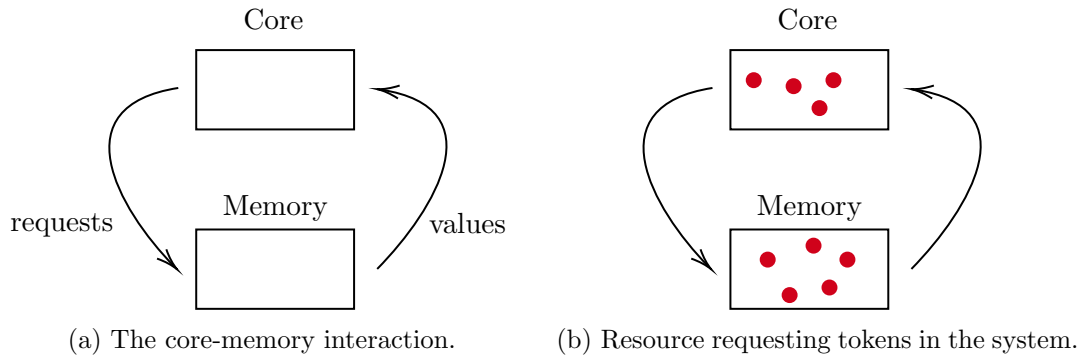 Core
Memory
requests
values
(a) The core-memory interaction.
Core
Memory
(b) Resource requesting tokens in the system.